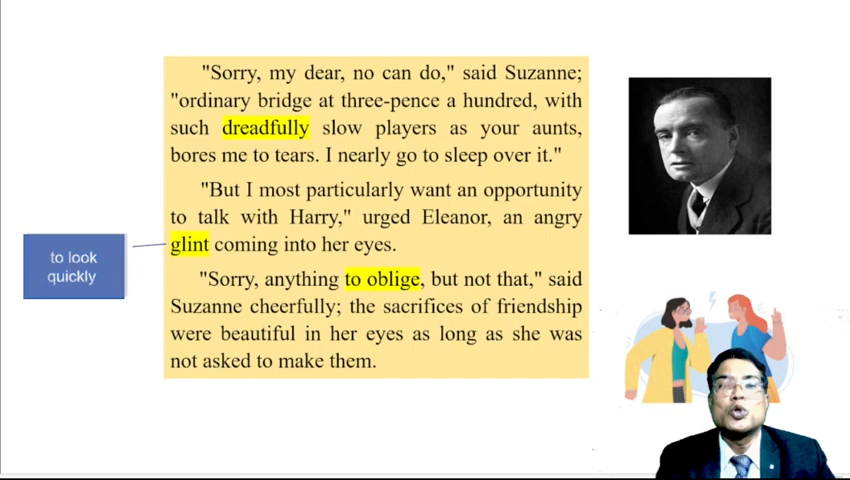 "Sorry, my dear, no can do," said Suzanne;
"ordinary bridge at three-pence a hundred, with
such dreadfully slow players as your aunts,
bores me to tears. I nearly go to sleep over it."
"But I most particularly want an opportunity
to talk with Harry," urged Eleanor, an angry
glint coming into her eyes.
"Sorry, anything to oblige, but not that," said
Suzanne cheerfully; the sacrifices of friendship
were beautiful in her eyes as long as she was
not asked to make them.
to look
quickly